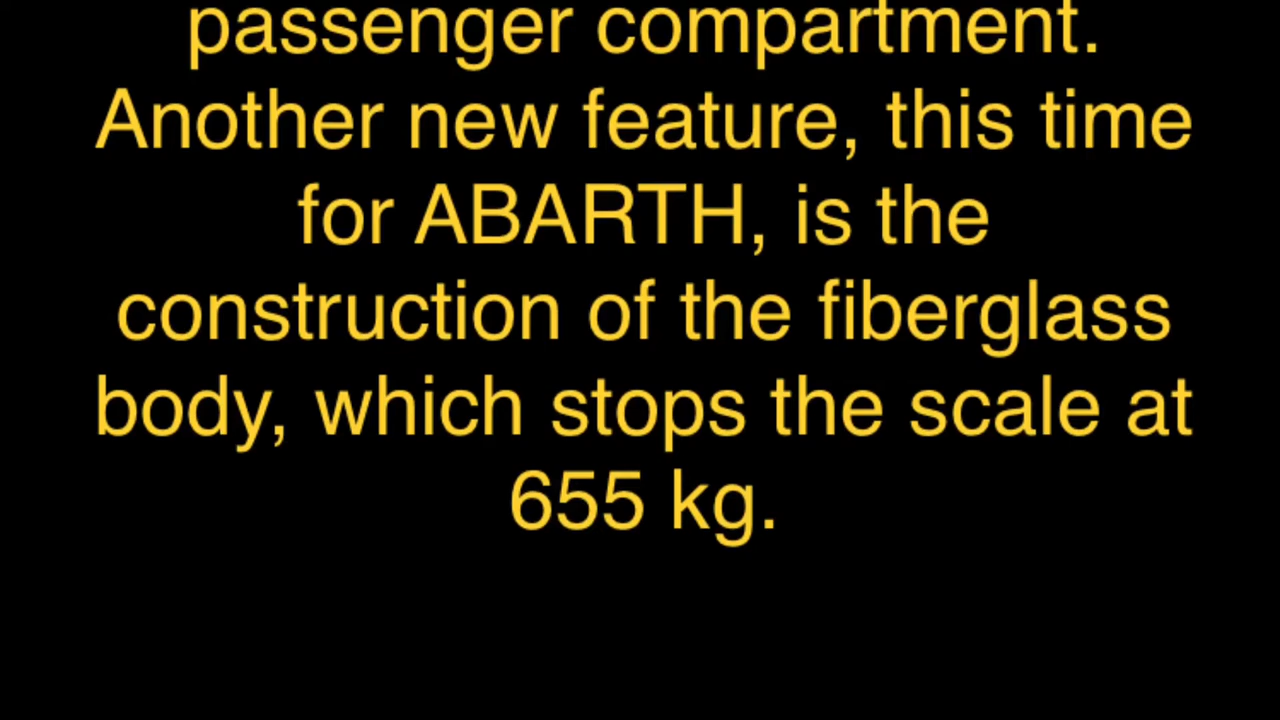 passenger compartment.
Another new feature, this time
for ABARTH, is the
construction of the fiberglass
body, which stops the scale at
655 kg.